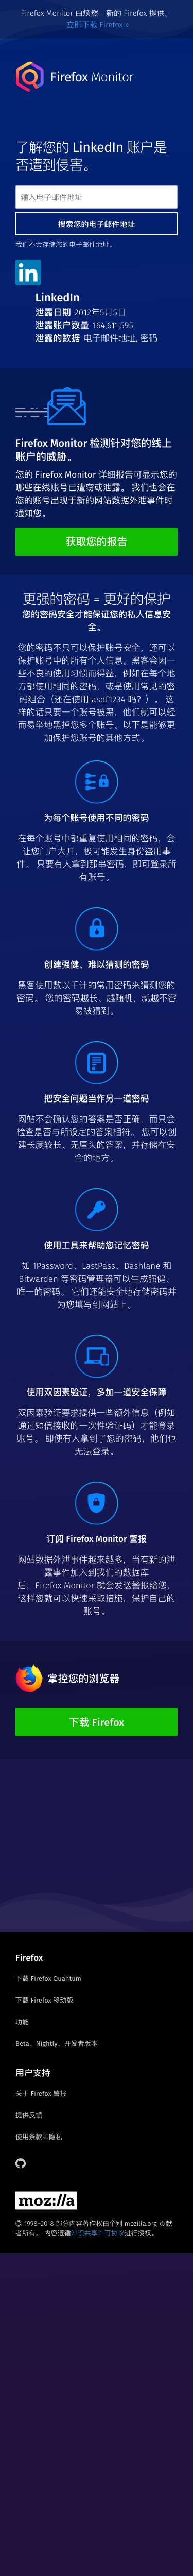 Firefox Monitor 由焕然一新的 Firefox 提供。
立即下载 Firefox »
Firefox Monitor
了解您的 LinkedIn 账户是
否遭到侵害。
输入电子邮件地址
搜索您的电子邮件地址
我们不会存储您的电子邮件地址。
LinkedIn
泄露日期 2012年5月5日
泄露账户数量 164,611,595
泄露的数据 电子邮件地址, 密码
Firefox Monitor 检测针对您的线上
账户的威胁。
您的 Firefox Monitor 详细报告可显示您的
哪些在线账号已遭窃或泄露。 我们也会在
您的账号出现于新的网站数据外泄事件时
通知您。
获取您的报告
更强的密码 = 更好的保护
您的密码安全才能保证您的私人信息安
全。
您的密码不只可以保护账号安全，还可以
保护账号中的所有个人信息。黑客会因一
些不良的使用习惯而得益，例如在每个地
方都使用相同的密码，或是使用常见的密
码组合（还在使用 asdf1234 吗？）。 这
样的话只要一个账号被黑，他们就可以轻
而易举地黑掉您多个账号。以下是能够更
加保护您账号的其他方式。
为每个账号使用不同的密码
在每个账号中都重复使用相同的密码，会
让您门户大开，极可能发生身份盗用事
件。 只要有人拿到那串密码，即可登录所
有账号。
创建强健、难以猜测的密码
黑客使用数以千计的常用密码来猜测您的
密码。 您的密码越长、越随机，就越不容
易被猜到。
把安全问题当作另一道密码
网站不会确认您的答案是否正确，而只会
检查是否与所设定的答案相符。 您可以创
建长度较长、无厘头的答案，并存储在安
全的地方。
使用工具来帮助您记忆密码
如 1Password、LastPass、Dashlane 和
Bitwarden 等密码管理器可以生成强健、
唯一的密码。 它们还能安全地存储密码并
为您填写到网站上。
使用双因素验证，多加一道安全保障
双因素验证要求提供一些额外信息（例如
通过短信接收的一次性验证码）才能登录
账号。 即使有人拿到了您的密码，他们也
无法登录。
订阅 Firefox Monitor 警报
网站数据外泄事件越来越多，当有新的泄
露事件加入到我们的数据库
后，Firefox Monitor 就会发送警报给您，
这样您就可以快速采取措施，保护自己的
账号。
掌控您的浏览器
下载 Firefox
Firefox
下载 Firefox Quantum
下载 Firefox 移动版
功能
Beta、Nightly、开发者版本
用户支持
关于 Firefox 警报
提供反馈
使用条款和隐私
moz://a
© 1998–2018 部分内容著作权由个别 mozilla.org 贡献
者所有。 内容遵循知识共享许可协议进行授权。